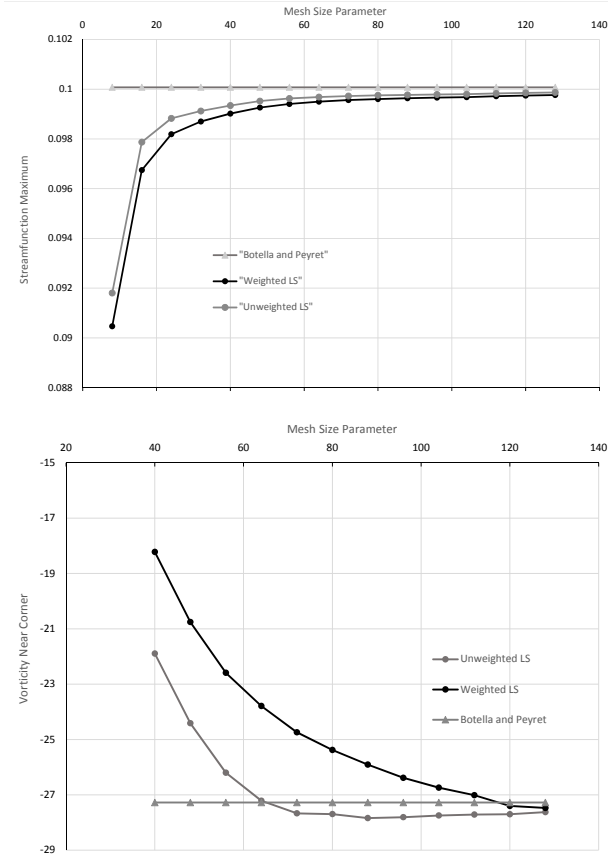 Mesh Size Parameter
0 20 40 60 80 100 120 140
0.102
0.1
0.098
0.096
0.094
0.092
0.09
0.088
Streamfunction Maximum
"Botella and Peyret"
"Weighted LS"
"Unweighted LS"
Mesh Size Parameter
20 40 60 80 100 120 140
-15
-17
-19
-21
-23
-25
-27
-29
Vorticity Near Corner
Unweighted LS
Weighted LS
Botella and Peyret